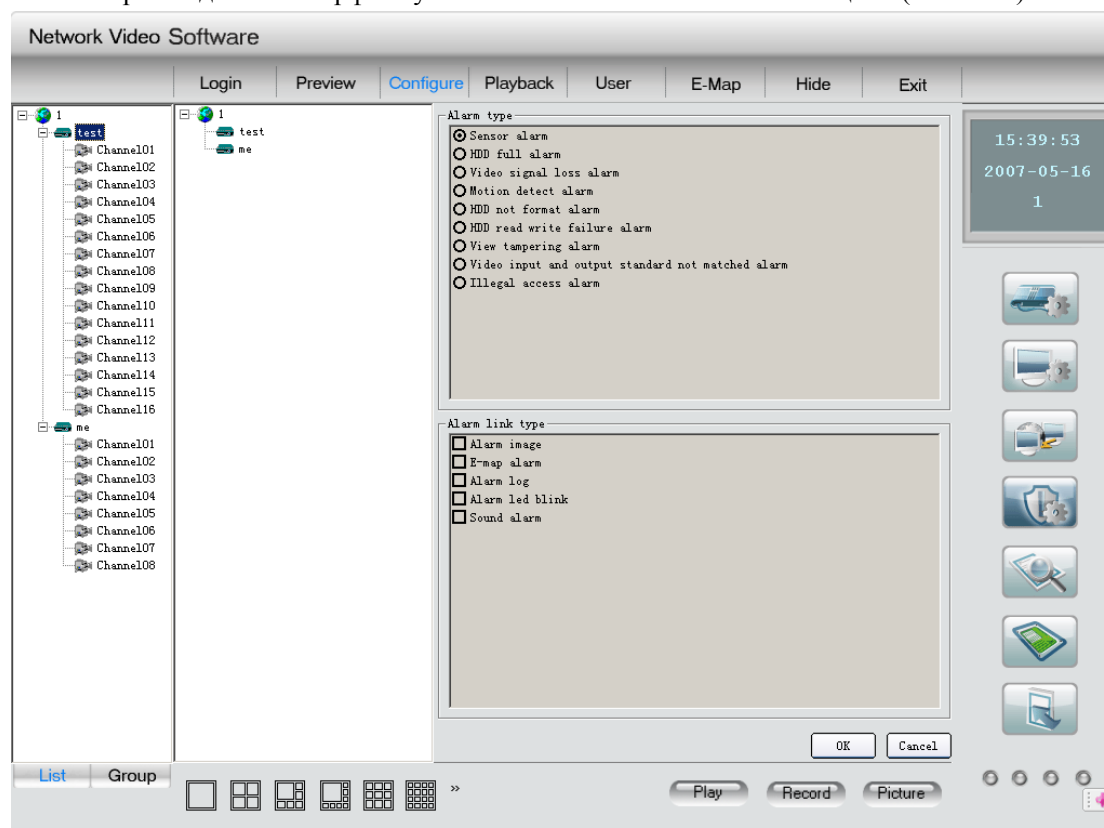 Network Video Software
Login Preview Configure Playback User E-Map Hide Exit
1
test
Channel01
Channel02
Channel03
Channel04
Channel05
Channel06
Channel07
Channel08
Channel09
Channel10
Channel11
Channel12
Channel13
Channel14
Channel15
Channel16
me
Channel01
Channel02
Channel03
Channel04
Channel05
Channel06
Channel07
Channel08
1
test
me
Alarm type
Sensor alarm
HDD full alarm
Video signal loss alarm
Motion detect alarm
HDD not format alarm
HDD read write failure alarm
View tampering alarm
Video input and output standard not matched alarm
Illegal access alarm
Alarm link type
Alarm image
E-map alarm
Alarm log
Alarm led blink
Sound alarm
OK Cancel
15:39:53
2007-05-16
1
List Group
»
Play Record Picture